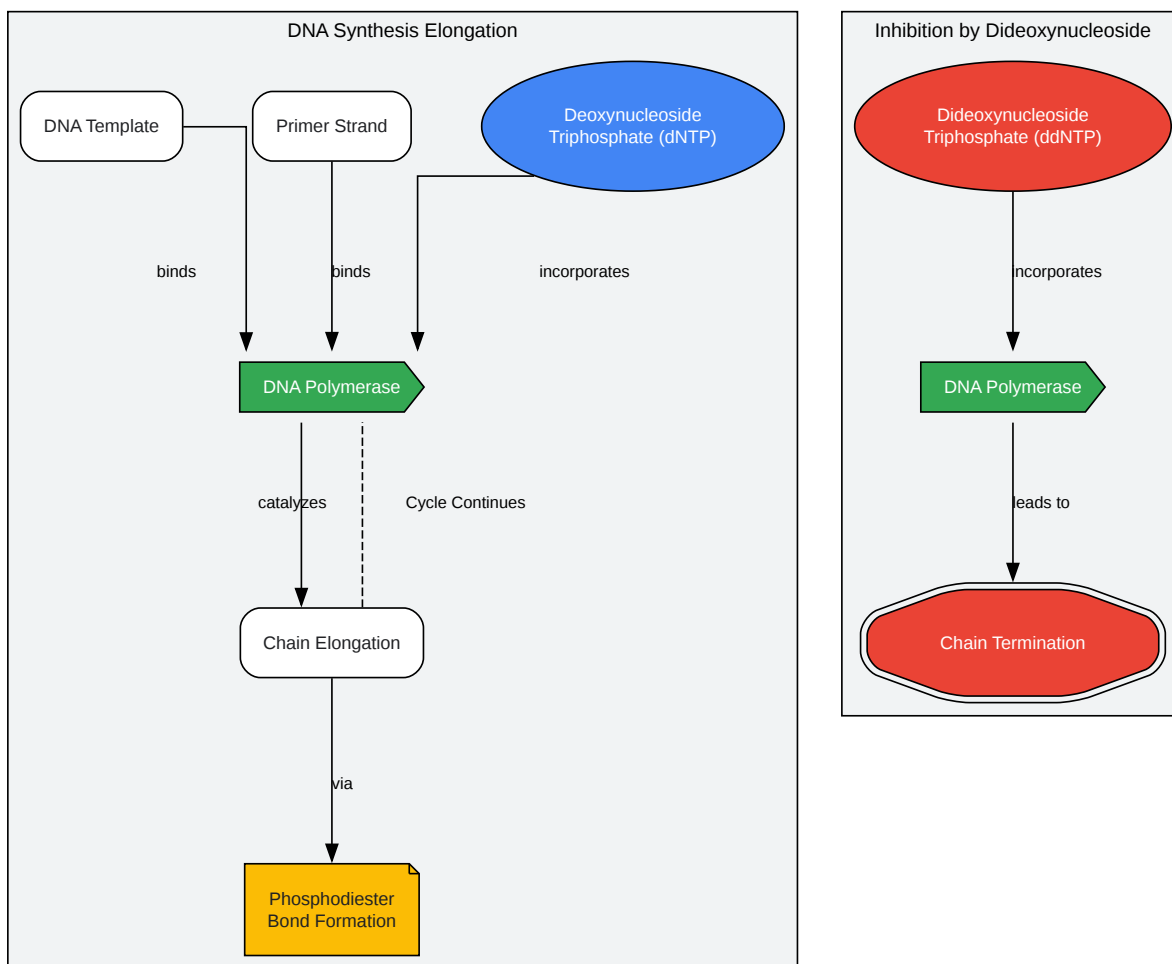 DNA Synthesis Elongation
DNA Template
Primer Strand
Deoxynucleoside
Triphosphate (dNTP)
binds
binds
incorporates
DNA Polymerase
catalyzes
Cycle Continues
Chain Elongation
via
Phosphodiester
Bond Formation
Inhibition by Dideoxynucleoside
Dideoxynucleoside
Triphosphate (ddNTP)
incorporates
DNA Polymerase
leads to
Chain Termination